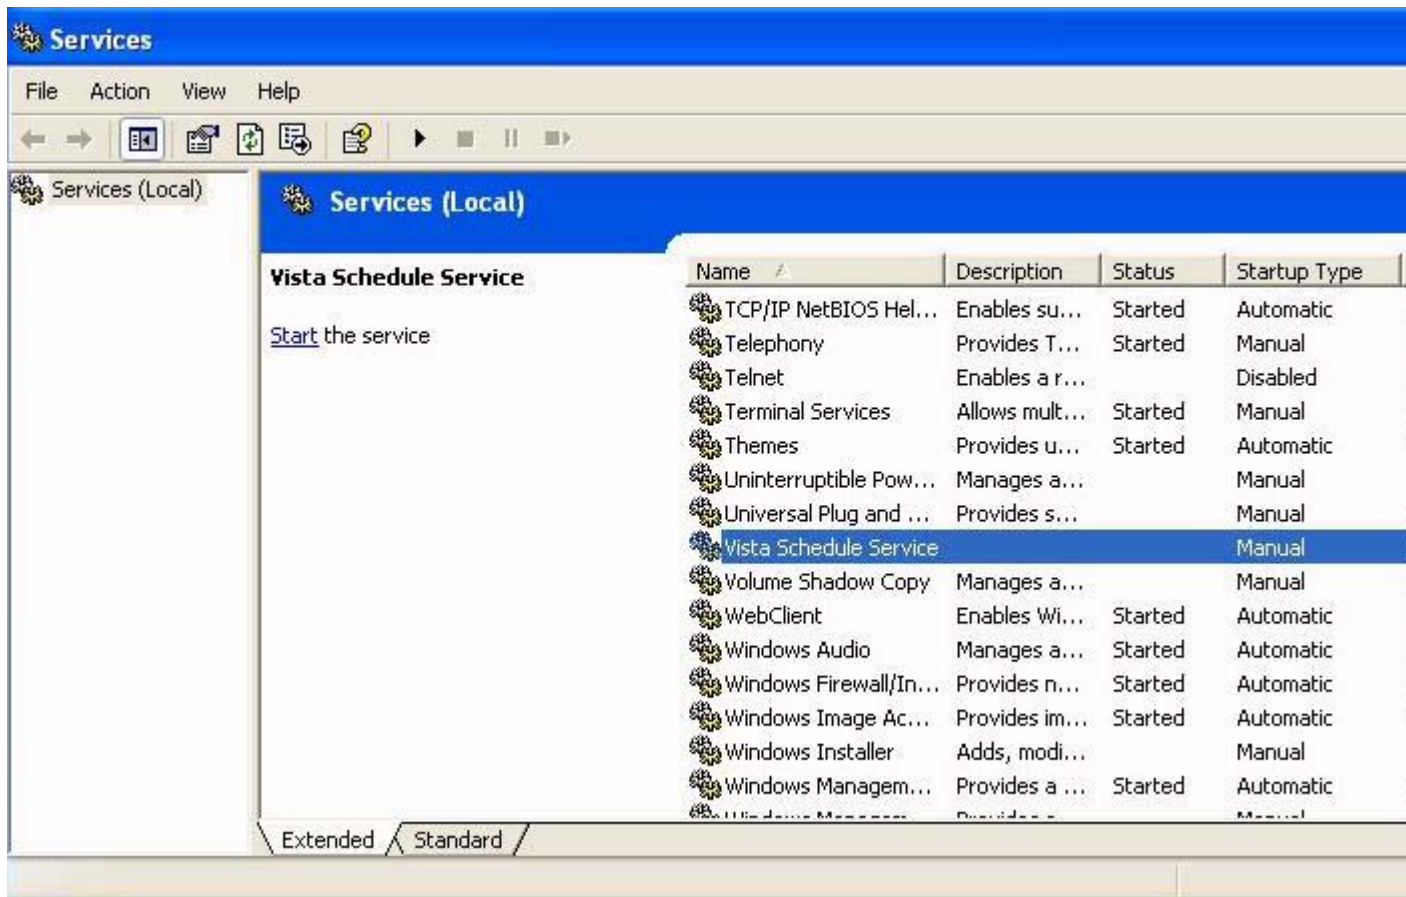 Services
File Action View Help
Services (Local)
Services (Local)
Vista Schedule Service
Start the service
Name Description Status Startup Type
TCP/IP NetBIOS Hel... Enables su... Started Automatic
Telephony Provides T... Started Manual
Telnet Enables a r... Disabled
Terminal Services Allows mult... Started Manual
Themes Provides u... Started Automatic
Uninterruptible Pow... Manages a... Manual
Universal Plug and ... Provides s... Manual
Vista Schedule Service Manual
Volume Shadow Copy Manages a... Manual
WebClient Enables Wi... Started Automatic
Windows Audio Manages a... Started Automatic
Windows Firewall/In... Provides n... Started Automatic
Windows Image Ac... Provides im... Started Automatic
Windows Installer Adds, modi... Manual
Windows Managem... Provides a ... Started Automatic
Extended Standard